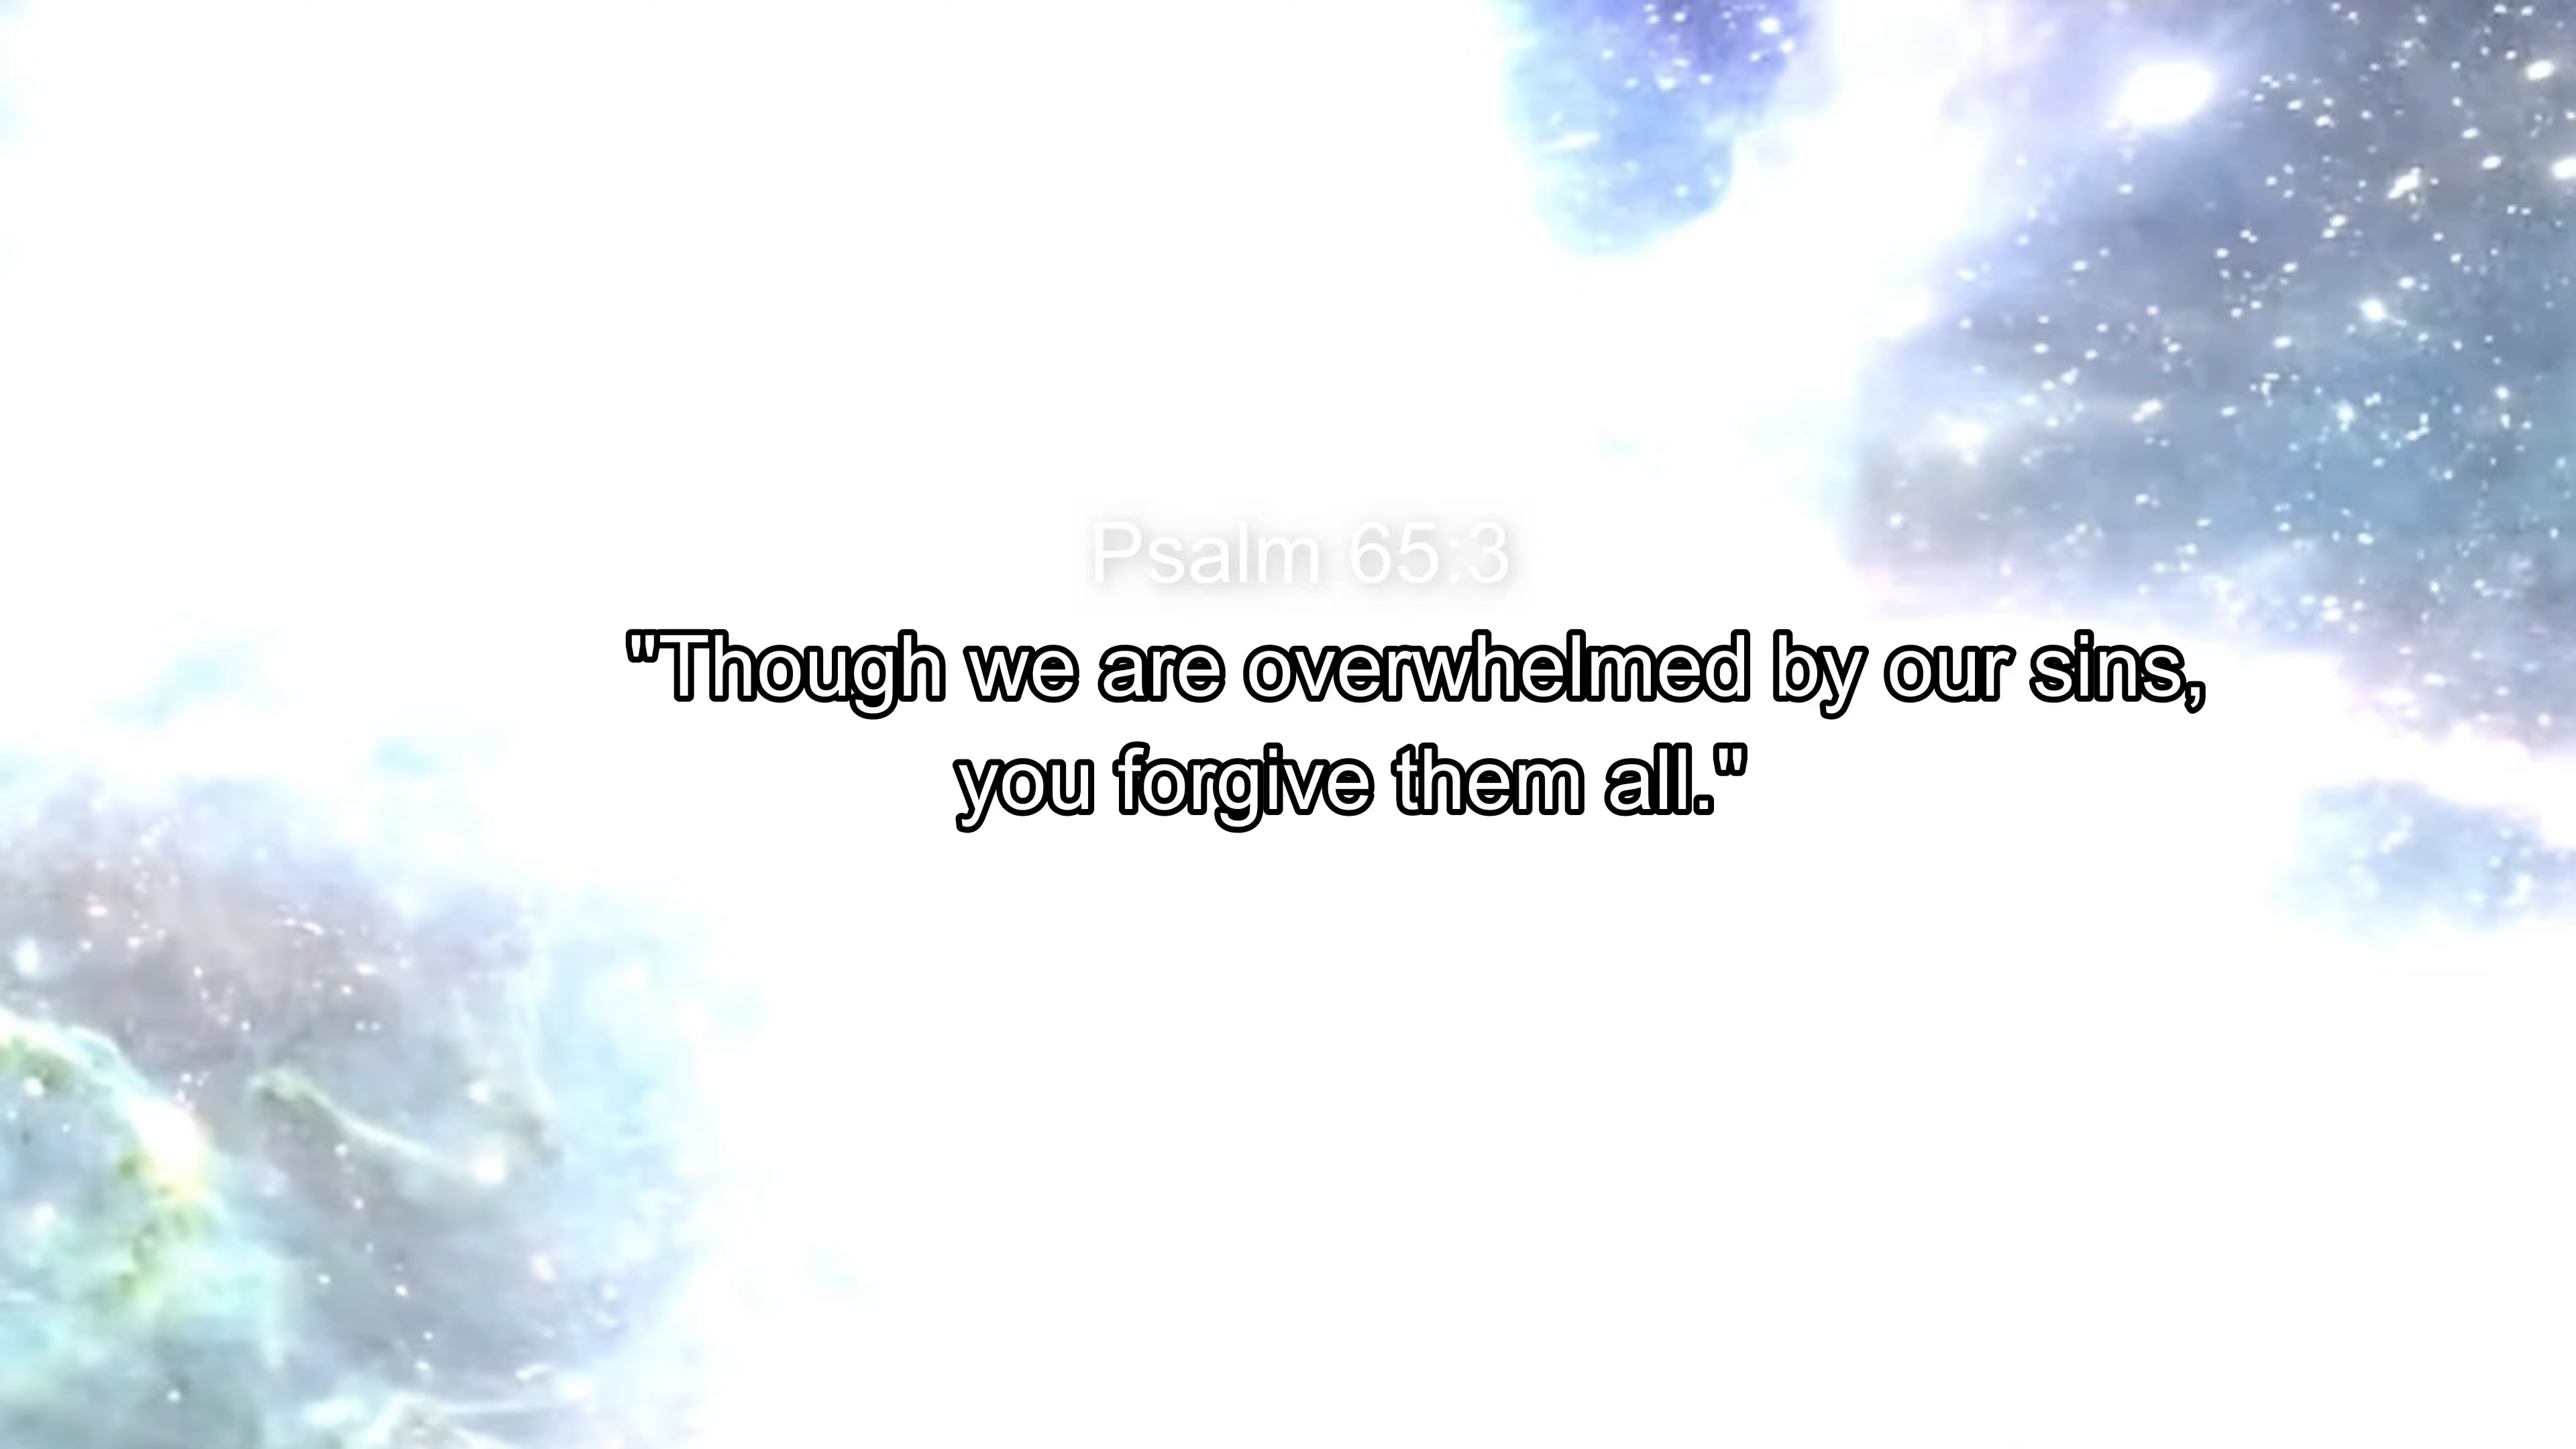 Psalm 65:3
"Though we are overwhelmed by our sins,
you forgive them all."